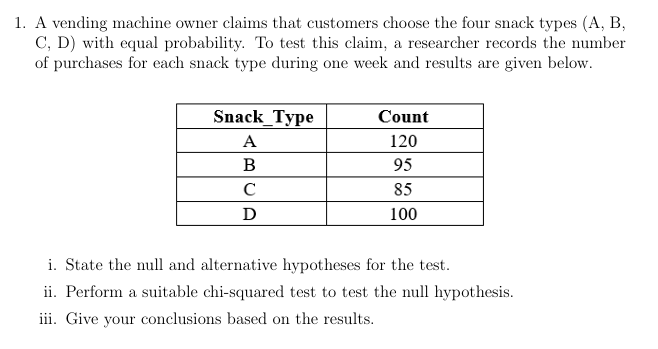 1. A vending machine owner claims that customers choose the four snack types (A, B,
C, D) with equal probability. To test this claim, a researcher records the number
of purchases for each snack type during one week and results are given below.
Snack_Type Count
A 120
B 95
C 85
D 100
i. State the null and alternative hypotheses for the test.
ii. Perform a suitable chi-squared test to test the null hypothesis.
iii. Give your conclusions based on the results.